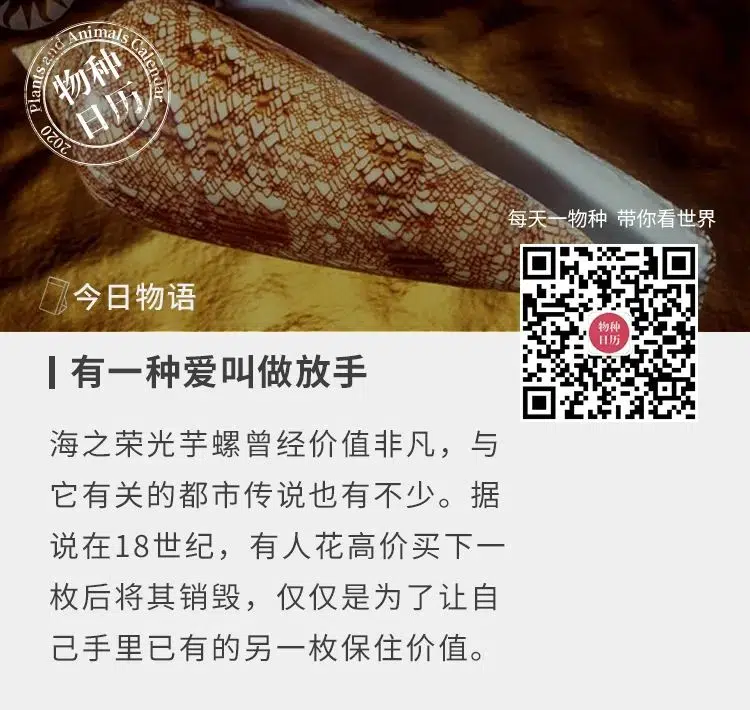 Plants and Animals Calendar
物种
日历
2020
每天一物种 带你看世界
今日物语
物种
日历
有一种爱叫做放手
海之荣光芋螺曾经价值非凡，与
它有关的都市传说也有不少。据
说在18世纪，有人花高价买下一
枚后将其销毁，仅仅是为了让自
己手里已有的另一枚保住价值。